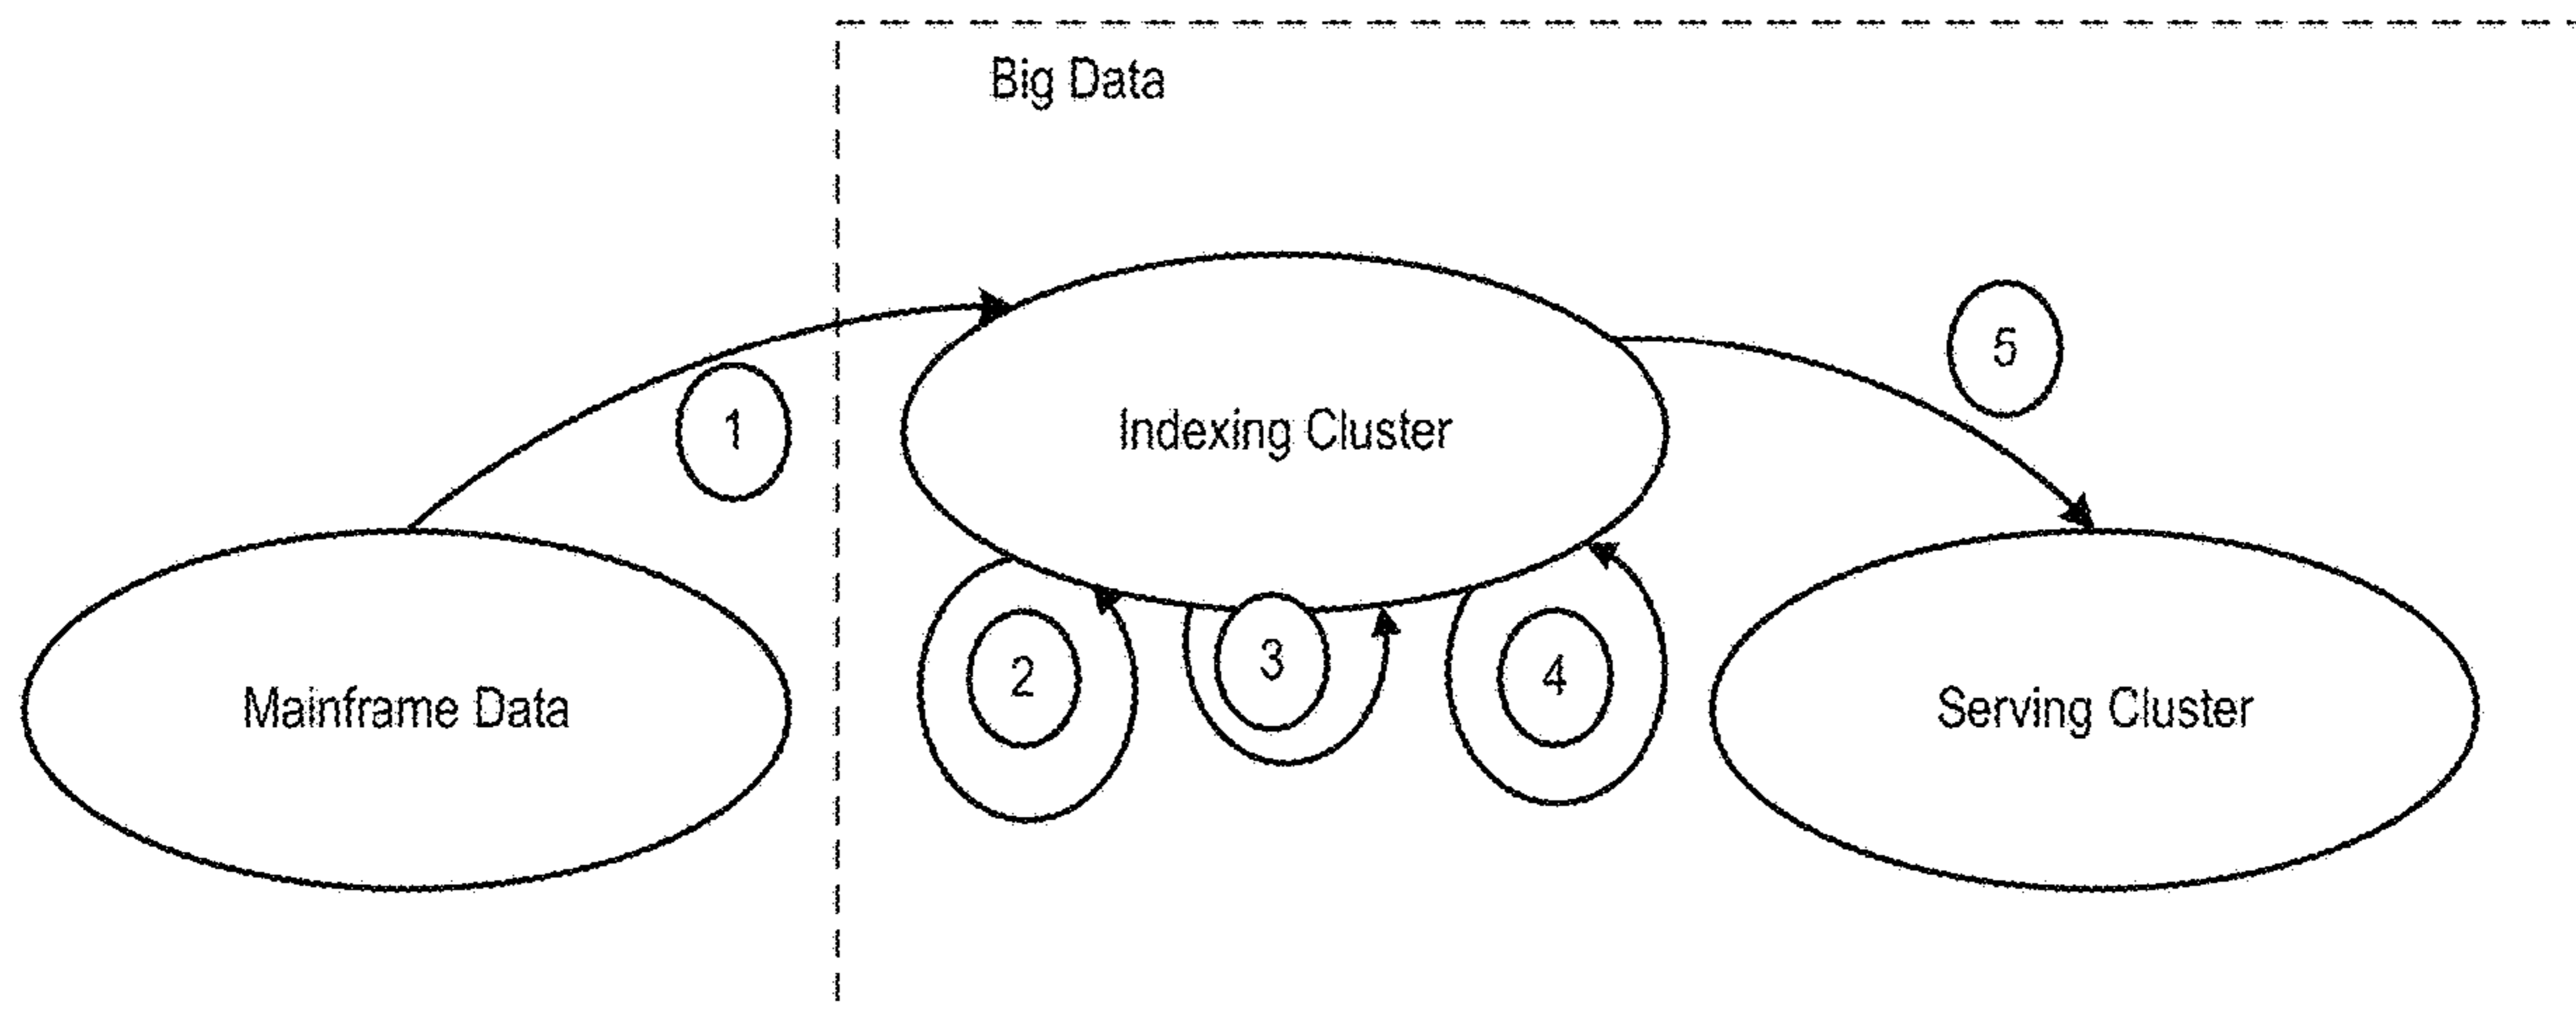 Big Data
1
Indexing Cluster
5
Mainframe Data
2
3
4
Serving Cluster